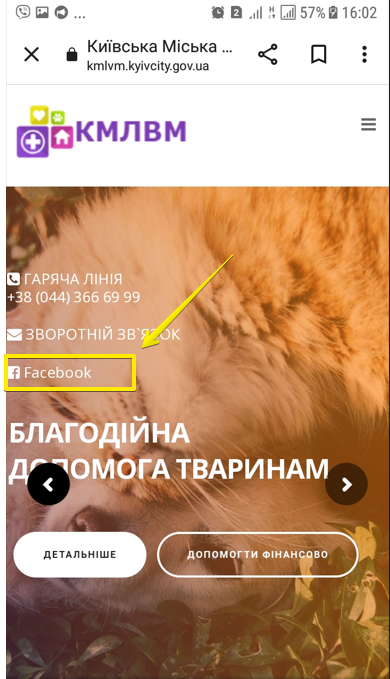 57% 16:02
Київська Міська ...
kmlvm.kyivcity.gov.ua
КМЛВМ
ГАРЯЧА ЛІНІЯ
+38 (044) 366 69 99
ЗВОРОТНІЙ ЗВ`ЯЗОК
Facebook
БЛАГОДІЙНА
ДОПОМОГА ТВАРИНАМ
ДЕТАЛЬНІШЕ
ДОПОМОГТИ ФІНАНСОВО